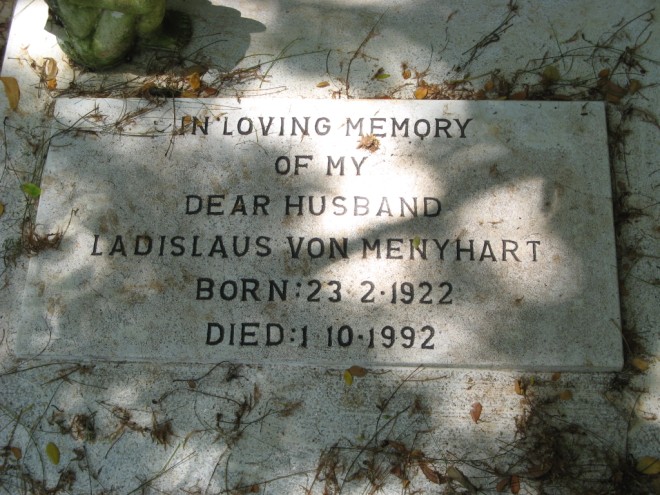 IN LOVING MEMORY
OF MY
DEAR HUSBAND
LADISLAUS VON MENYHART
BORN:23 2·1922
DIED:1 10·1992